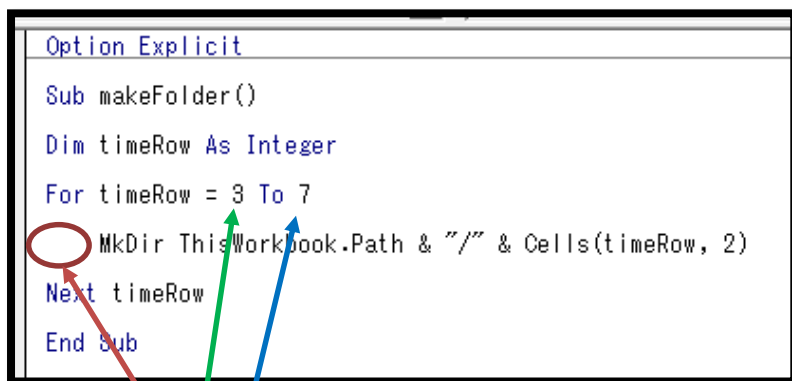 Option Explicit
Sub makeFolder()
Dim timeRow As Integer
For timeRow = 3 To 7
MkDir ThisWorkbook.Path & "/" & Cells(timeRow, 2)
Next timeRow
End Sub